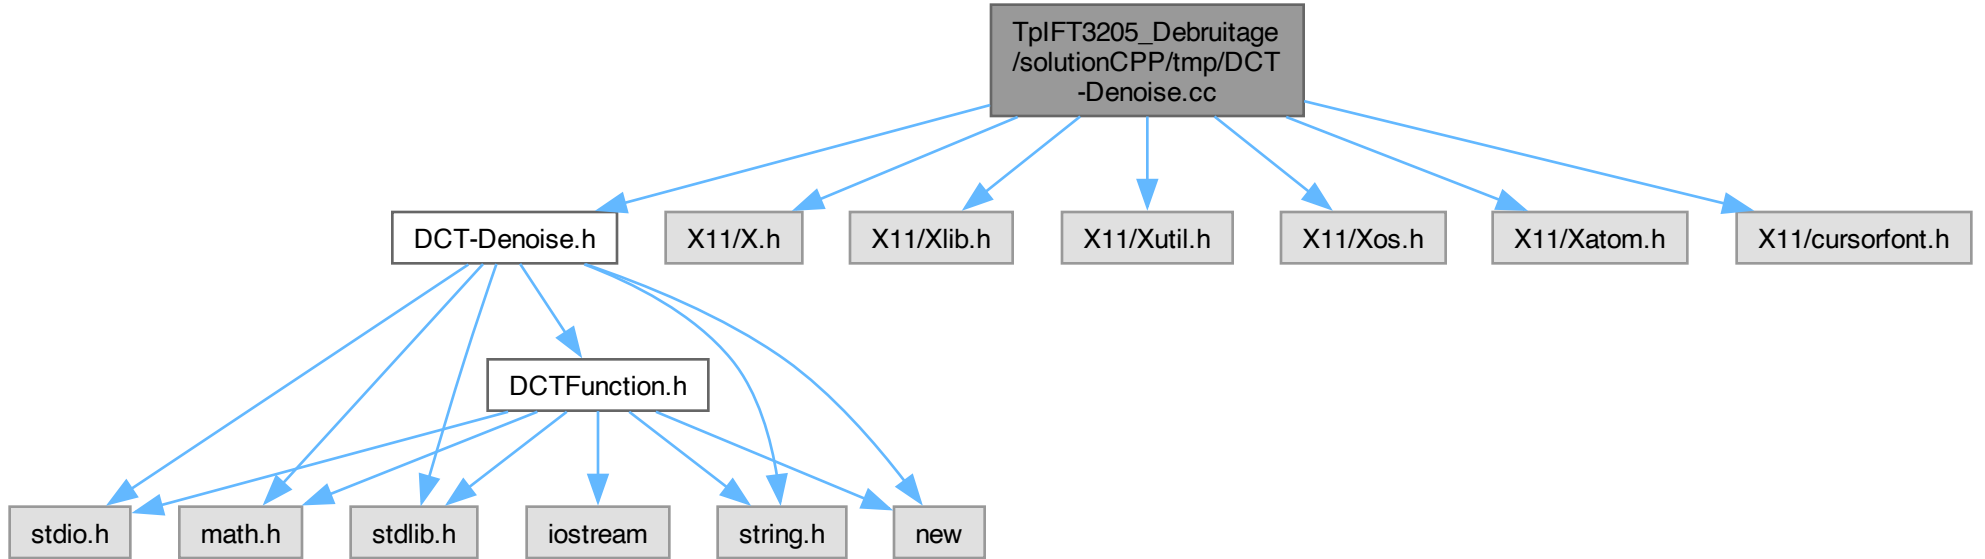 TpIFT3205_Debruitage
/solutionCPP/tmp/DCT
-Denoise.cc
DCT-Denoise.h
X11/X.h
X11/Xlib.h
X11/Xutil.h
X11/Xos.h
X11/Xatom.h
X11/cursorfont.h
DCTFunction.h
stdio.h
math.h
stdlib.h
iostream
string.h
new